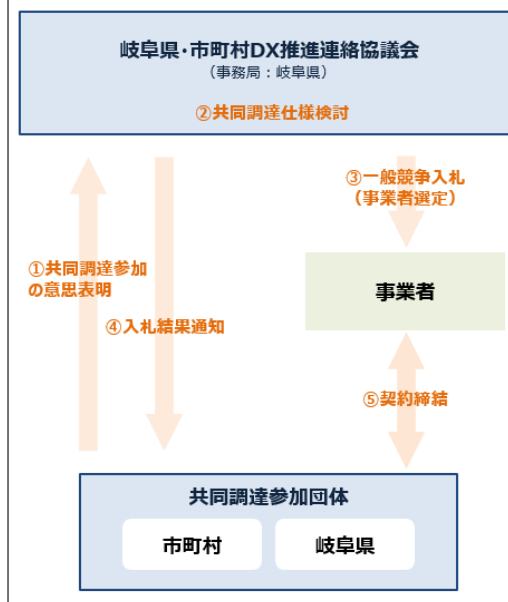 岐阜県・市町村DX推進連絡協議会
（事務局：岐阜県）
②共同調達仕様検討
③一般競争入札
（事業者選定）
①共同調達参加
の意思表明
事業者
④入札結果通知
⑤契約締結
共同調達参加団体
市町村
岐阜県